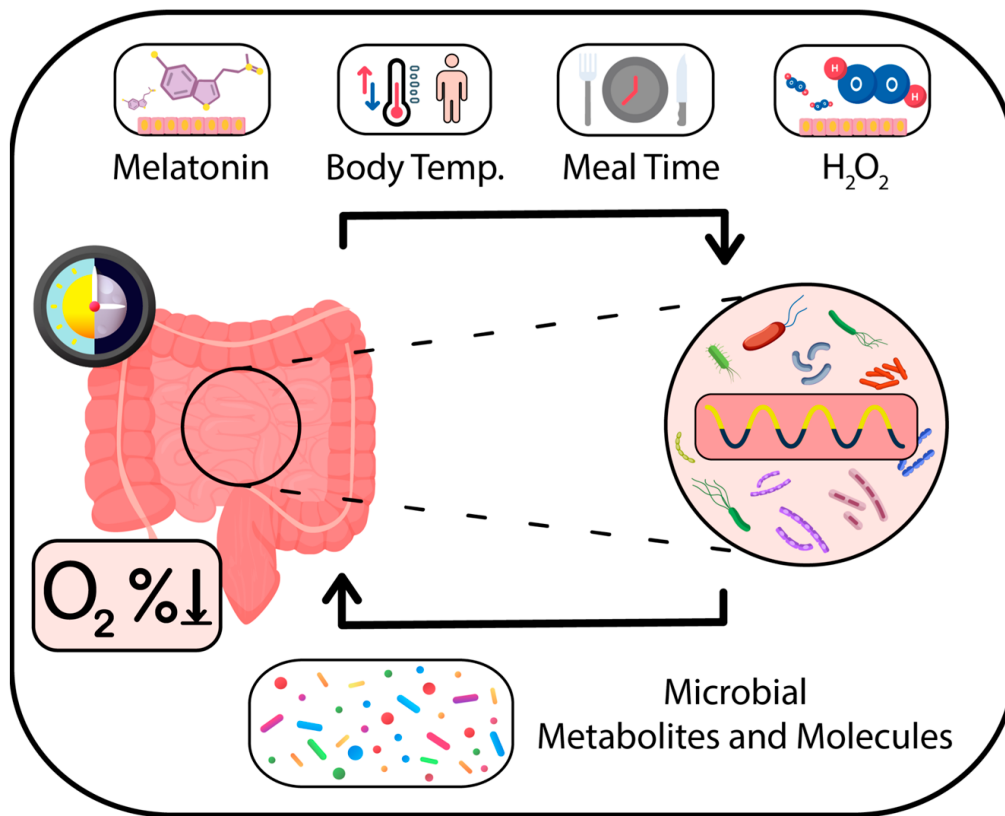 H
O
O
H
Melatonin
Body Temp.
Meal Time
H₂O₂
O₂ %↓
Microbial
Metabolites and Molecules